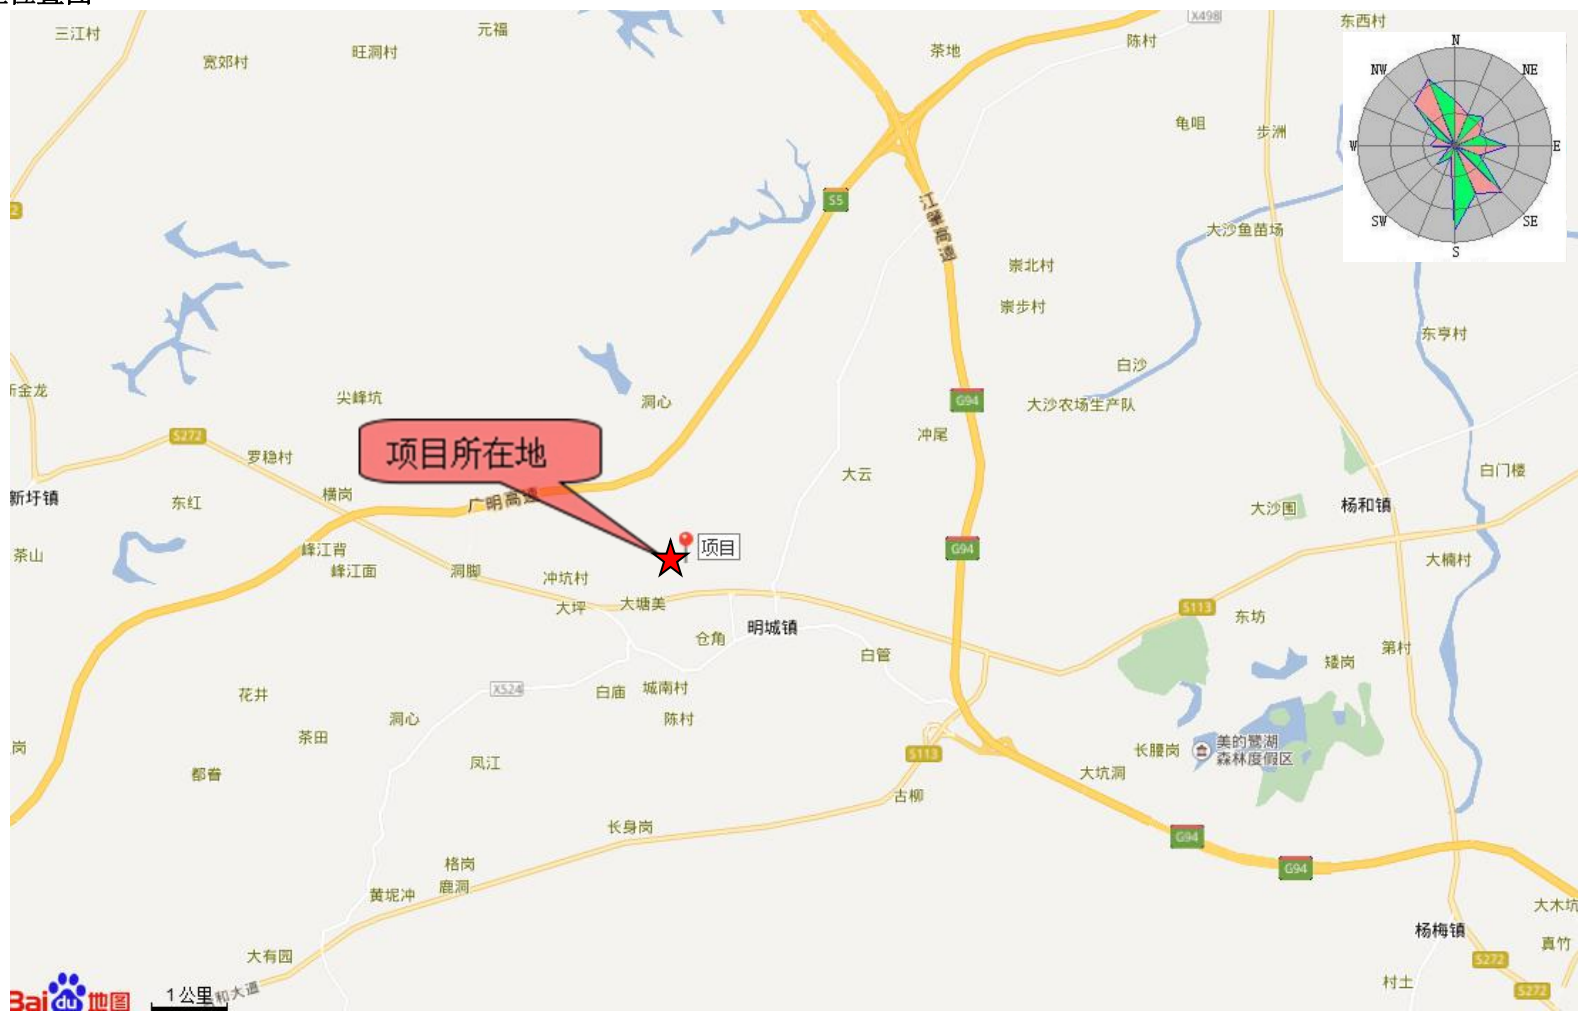 三江村
宽郊村
旺洞村
元福
茶地
X498
陈村
东西村
N
NW
NE
W
E
SW
SE
S
龟咀
步洲
S5
江肇高速
大沙鱼苗场
崇北村
崇步村
东亨村
白沙
金龙
尖峰坑
洞心
G94
大沙农场生产队
冲尾
S272
罗稳村
项目所在地
大云
白门楼
新圩镇
东红
横岗
广明高速
大沙围
杨和镇
茶山
峰江背
峰江面
洞脚
冲坑村
项目
G94
大楠村
大坪
大塘美
S113
东坊
仓角
明城镇
白管
第村
矮岗
花井
X524
白庙
城南村
洞心
陈村
茶田
岗
S113
长腰岗
美的鹭湖
森林度假区
都眷
凤江
大坑洞
古柳
长身岗
G94
G94
格岗
鹿洞
黄坭冲
大木坑
杨梅镇
真竹
大有园
S272
村土
S272
Bai du 地图
1公里
和大道